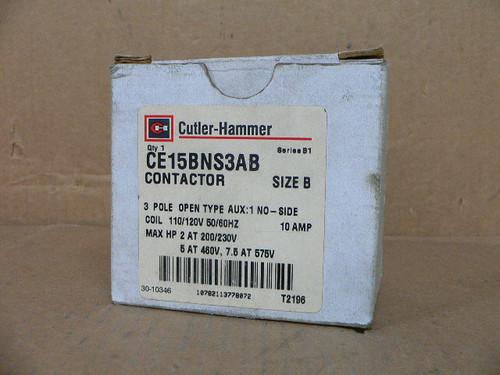 Cutler-Hammer
Qty 1 Series B1
CE15BNS3AB
CONTACTOR SIZE B
3 POLE OPEN TYPE AUX:1 NO-SIDE
COIL 110/120V 50/60HZ 10 AMP
MAX HP 2 AT 200/230V
5 AT 460V, 7.5 AT 575V
30-10346 10782113778072 T2196